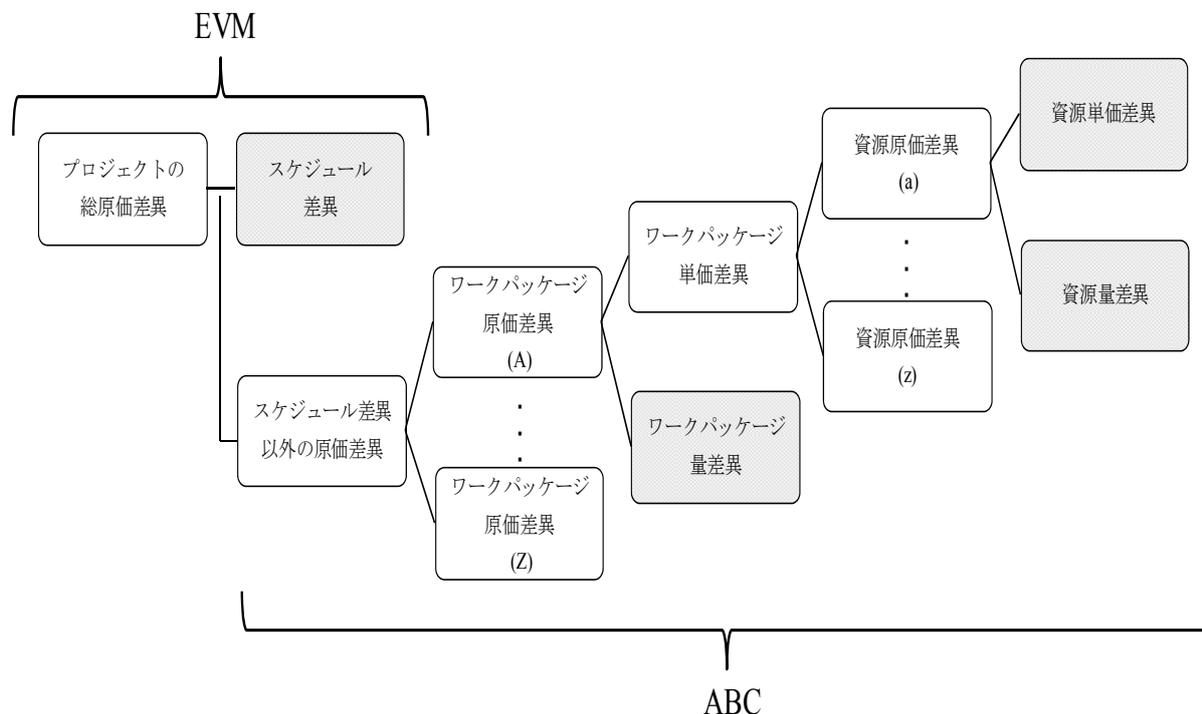 EVM
プロジェクトの
総原価差異
スケジュール
差異
スケジュール差異
以外の原価差異
ワークパッケージ
原価差異
(A)
ワークパッケージ
原価差異
(Z)
ワークパッケージ
単価差異
ワークパッケージ
量差異
資源原価差異
(a)
資源原価差異
(z)
資源単価差異
資源量差異
ABC